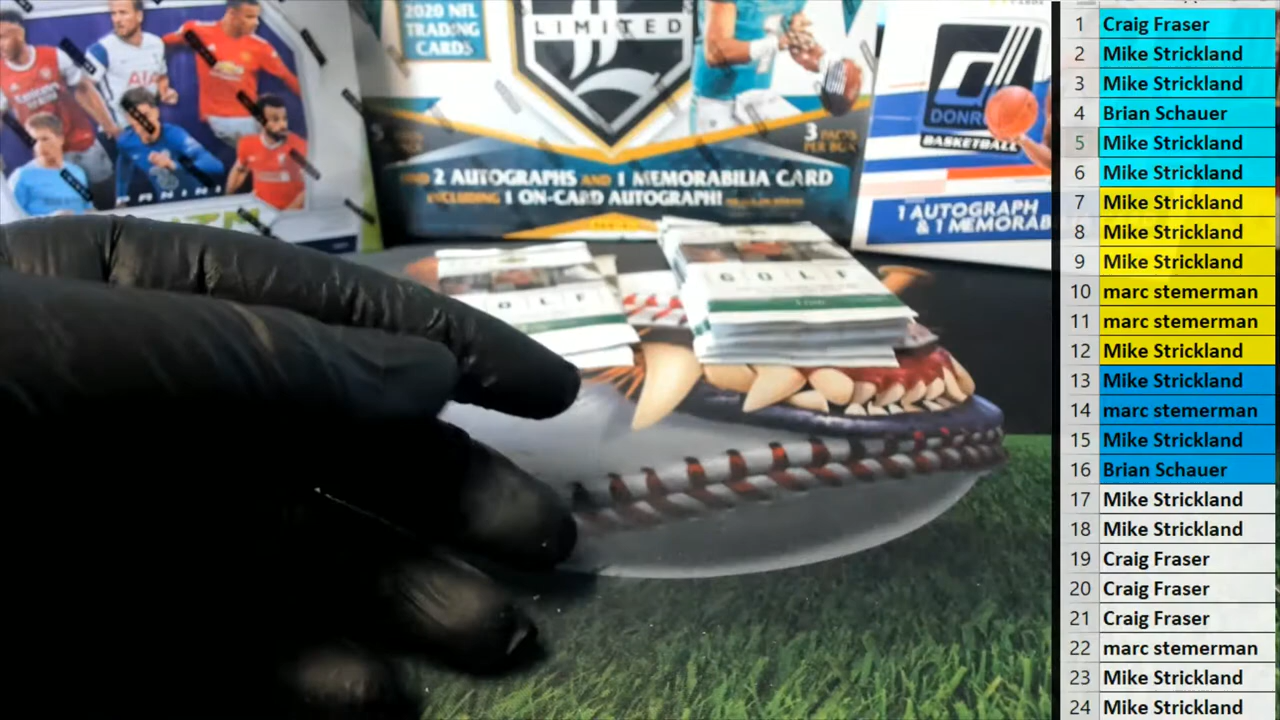 2020 NFL
TRADING
CARDS
LIMITED
3 PACKS
PER BOX
2 AUTOGRAPHS AND 1 MEMORABILIA CARD
INCLUDING 1 ON-CARD AUTOGRAPH!
DONR
BASKETBALL
1 AUTOGRAPH
& 1 MEMORAB
GOLF
OLF
1 Craig Fraser
2 Mike Strickland
3 Mike Strickland
4 Brian Schauer
5 Mike Strickland
6 Mike Strickland
7 Mike Strickland
8 Mike Strickland
9 Mike Strickland
10 marc stemerman
11 marc stemerman
12 Mike Strickland
13 Mike Strickland
14 marc stemerman
15 Mike Strickland
16 Brian Schauer
17 Mike Strickland
18 Mike Strickland
19 Craig Fraser
20 Craig Fraser
21 Craig Fraser
22 marc stemerman
23 Mike Strickland
24 Mike Strickland